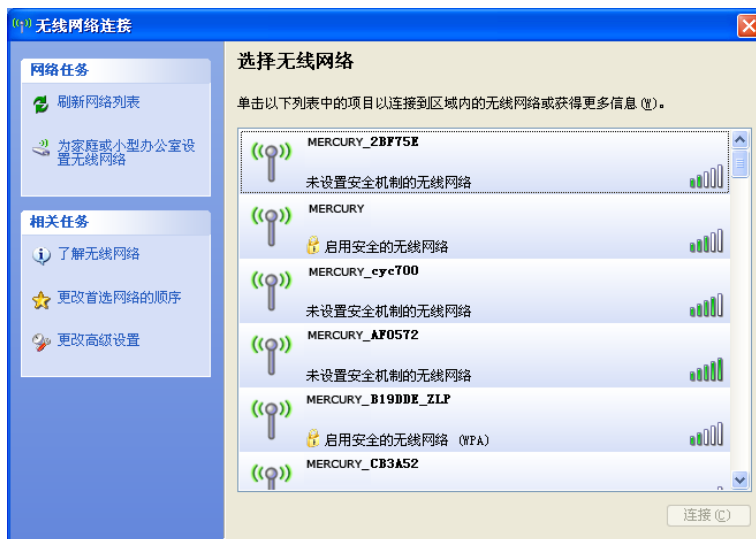 无线网络连接
网络任务
刷新网络列表
为家庭或小型办公室设
置无线网络
相关任务
了解无线网络
更改首选网络的顺序
更改高级设置
选择无线网络
单击以下列表中的项目以连接到区域内的无线网络或获得更多信息(W)。
MERCURY_2BF75E
未设置安全机制的无线网络
MERCURY
启用安全的无线网络
MERCURY_cyc700
未设置安全机制的无线网络
MERCURY_AF0572
未设置安全机制的无线网络
MERCURY_B19DDE_ZLP
启用安全的无线网络 (WPA)
MERCURY_CB3A52
连接(C)